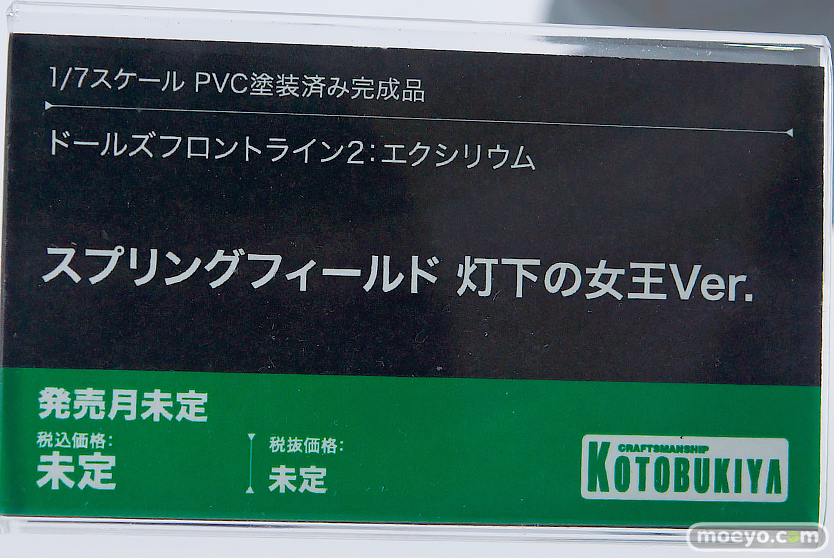 1/7スケール PVC塗装済み完成品
ドールズフロントライン2：エクシリウム
スプリングフィールド 灯下の女王Ver.
発売月未定
税込価格：
未定
税抜価格：
未定
CRAFTSMANSHIP
KOTOBUKIYA
moeyo.com